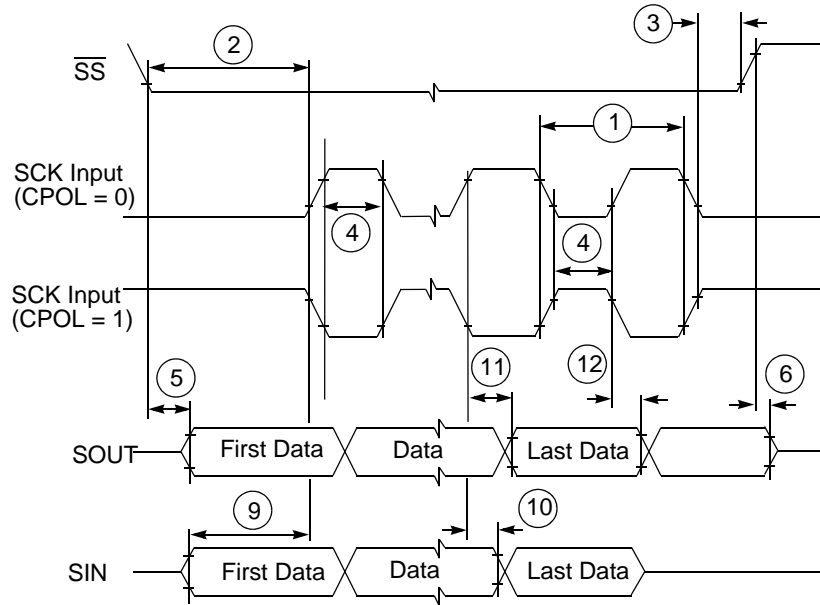 3
2
S̅S̅
1
SCK Input
(CPOL = 0)
4
4
SCK Input
(CPOL = 1)
5
11
12
6
SOUT
First Data
Data
Last Data
9
10
SIN
First Data
Data
Last Data